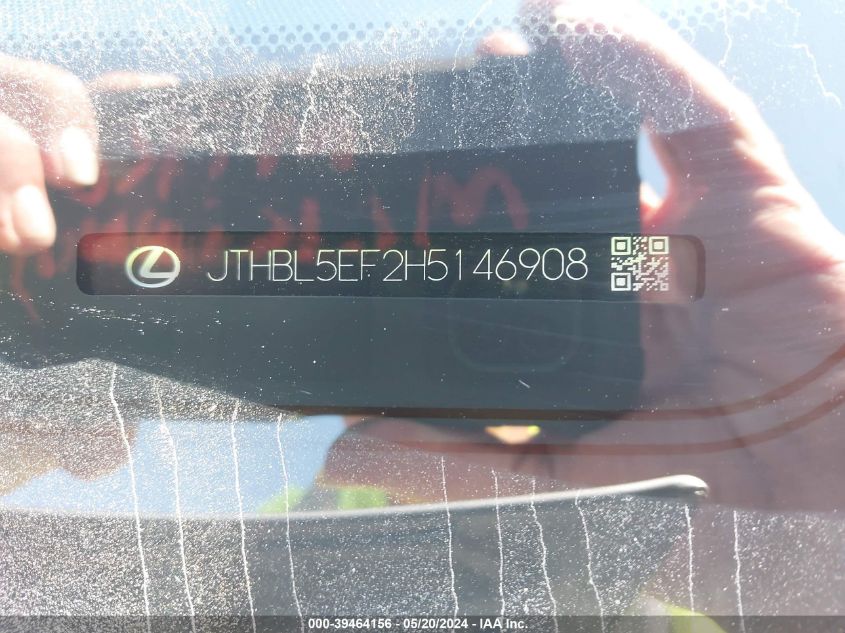 JTHBL5EF2H5146908
000-39464156 — 05/20/2024 — IAA Inc.